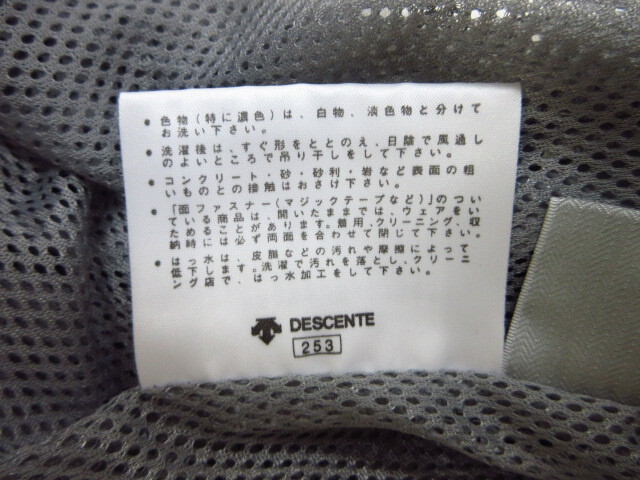 • 色物(特に濃色)は、白物、淡色物と分けて
お洗い下さい。
• 洗濯後は、すぐ形をととのえ、日陰で風通し
のよいところで吊り干しをして下さい。
• コンクリート・砂・砂利・岩など表面の粗
いものとの接触はおさけ下さい。
• 「面ファスナー(マジックテープなど)」のつい
ている商品は、開いたままでは、ウェアをい
ためることがあります。着用、クリーニング、収
納時には必ず両面を合わせて閉じて下さい。
• はっ水は、皮脂などの汚れや摩擦によって
低下します。洗濯で汚れを落とし、クリーニ
ング店で、はっ水加工をして下さい。
DESCENTE
253